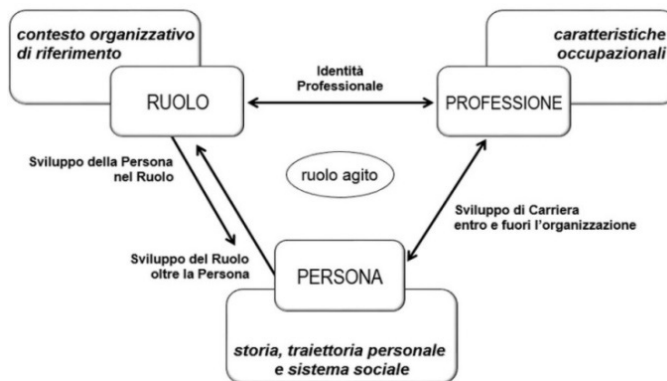 contesto organizzativo
di riferimento
RUOLO
Identità
Professionale
caratteristiche
occupazionali
PROFESSIONE
Sviluppo della Persona
nel Ruolo
ruolo agito
Sviluppo di Carriera
entro e fuori l'organizzazione
Sviluppo del Ruolo
oltre la Persona
PERSONA
storia, traiettoria personale
e sistema sociale